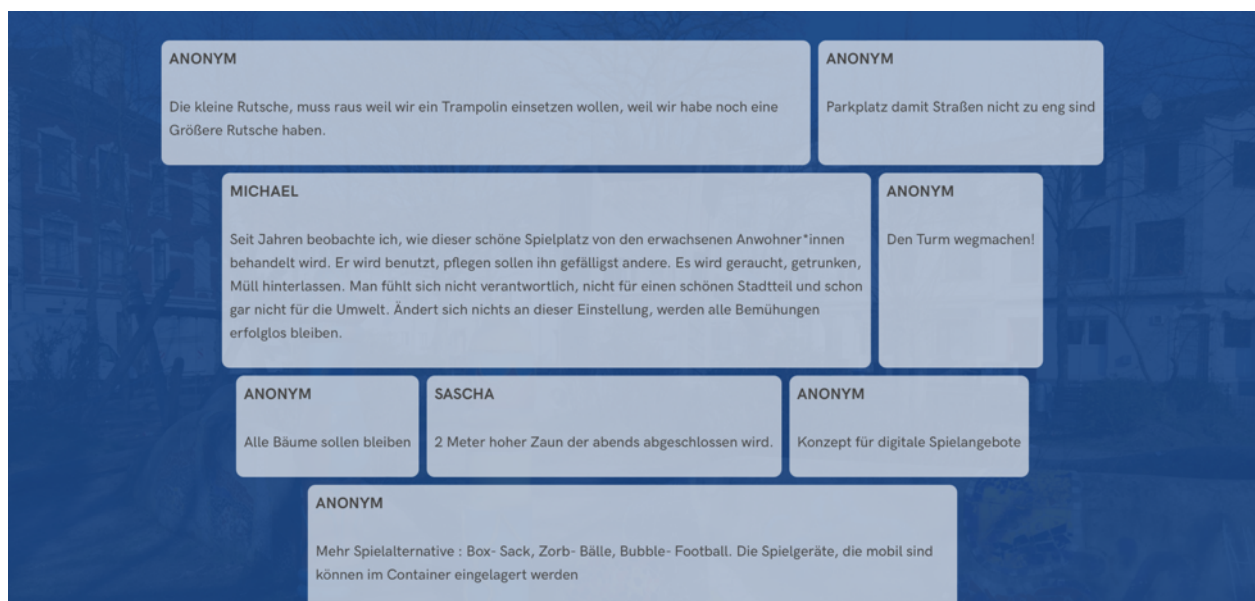 ANONYM
Die kleine Rutsche, muss raus weil wir ein Trampolin einsetzen wollen, weil wir habe noch eine
Größere Rutsche haben.
ANONYM
Parkplatz damit Straßen nicht zu eng sind
MICHAEL
Seit Jahren beobachte ich, wie dieser schöne Spielplatz von den erwachsenen Anwohner*innen
behandelt wird. Er wird benutzt, pflegen sollen ihn gefälligst andere. Es wird geraucht, getrunken,
Müll hinterlassen. Man fühlt sich nicht verantwortlich, nicht für einen schönen Stadtteil und schon
gar nicht für die Umwelt. Ändert sich nichts an dieser Einstellung, werden alle Bemühungen
erfolglos bleiben.
ANONYM
Den Turm wegmachen!
ANONYM
Alle Bäume sollen bleiben
SASCHA
2 Meter hoher Zaun der abends abgeschlossen wird.
ANONYM
Konzept für digitale Spielangebote
ANONYM
Mehr Spielalternative : Box- Sack, Zorb- Bälle, Bubble- Football. Die Spielgeräte, die mobil sind
können im Container eingelagert werden